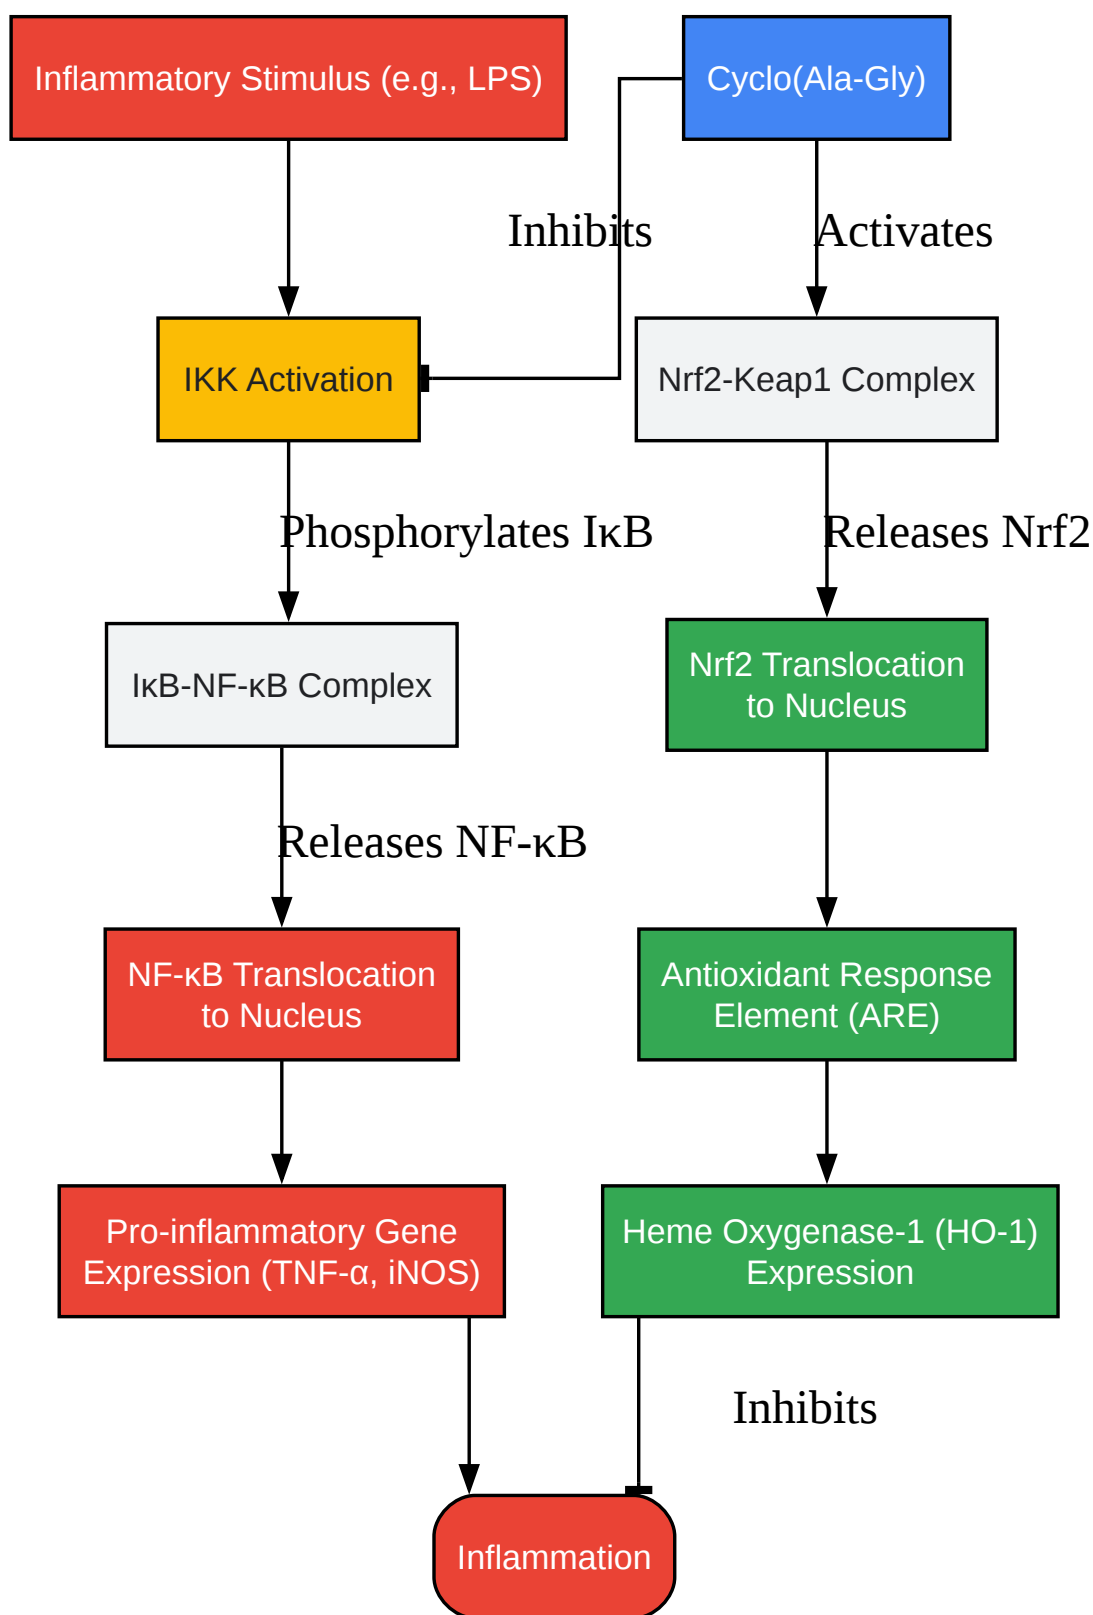 Inflammatory Stimulus (e.g., LPS)
Cyclo(Ala-Gly)
Inhibits
Activates
IKK Activation
Nrf2-Keap1 Complex
Phosphorylates IκB
Releases Nrf2
IκB-NF-κB Complex
Nrf2 Translocation
to Nucleus
Releases NF-κB
NF-κB Translocation
to Nucleus
Antioxidant Response
Element (ARE)
Pro-inflammatory Gene
Expression (TNF-α, iNOS)
Heme Oxygenase-1 (HO-1)
Expression
Inhibits
Inflammation